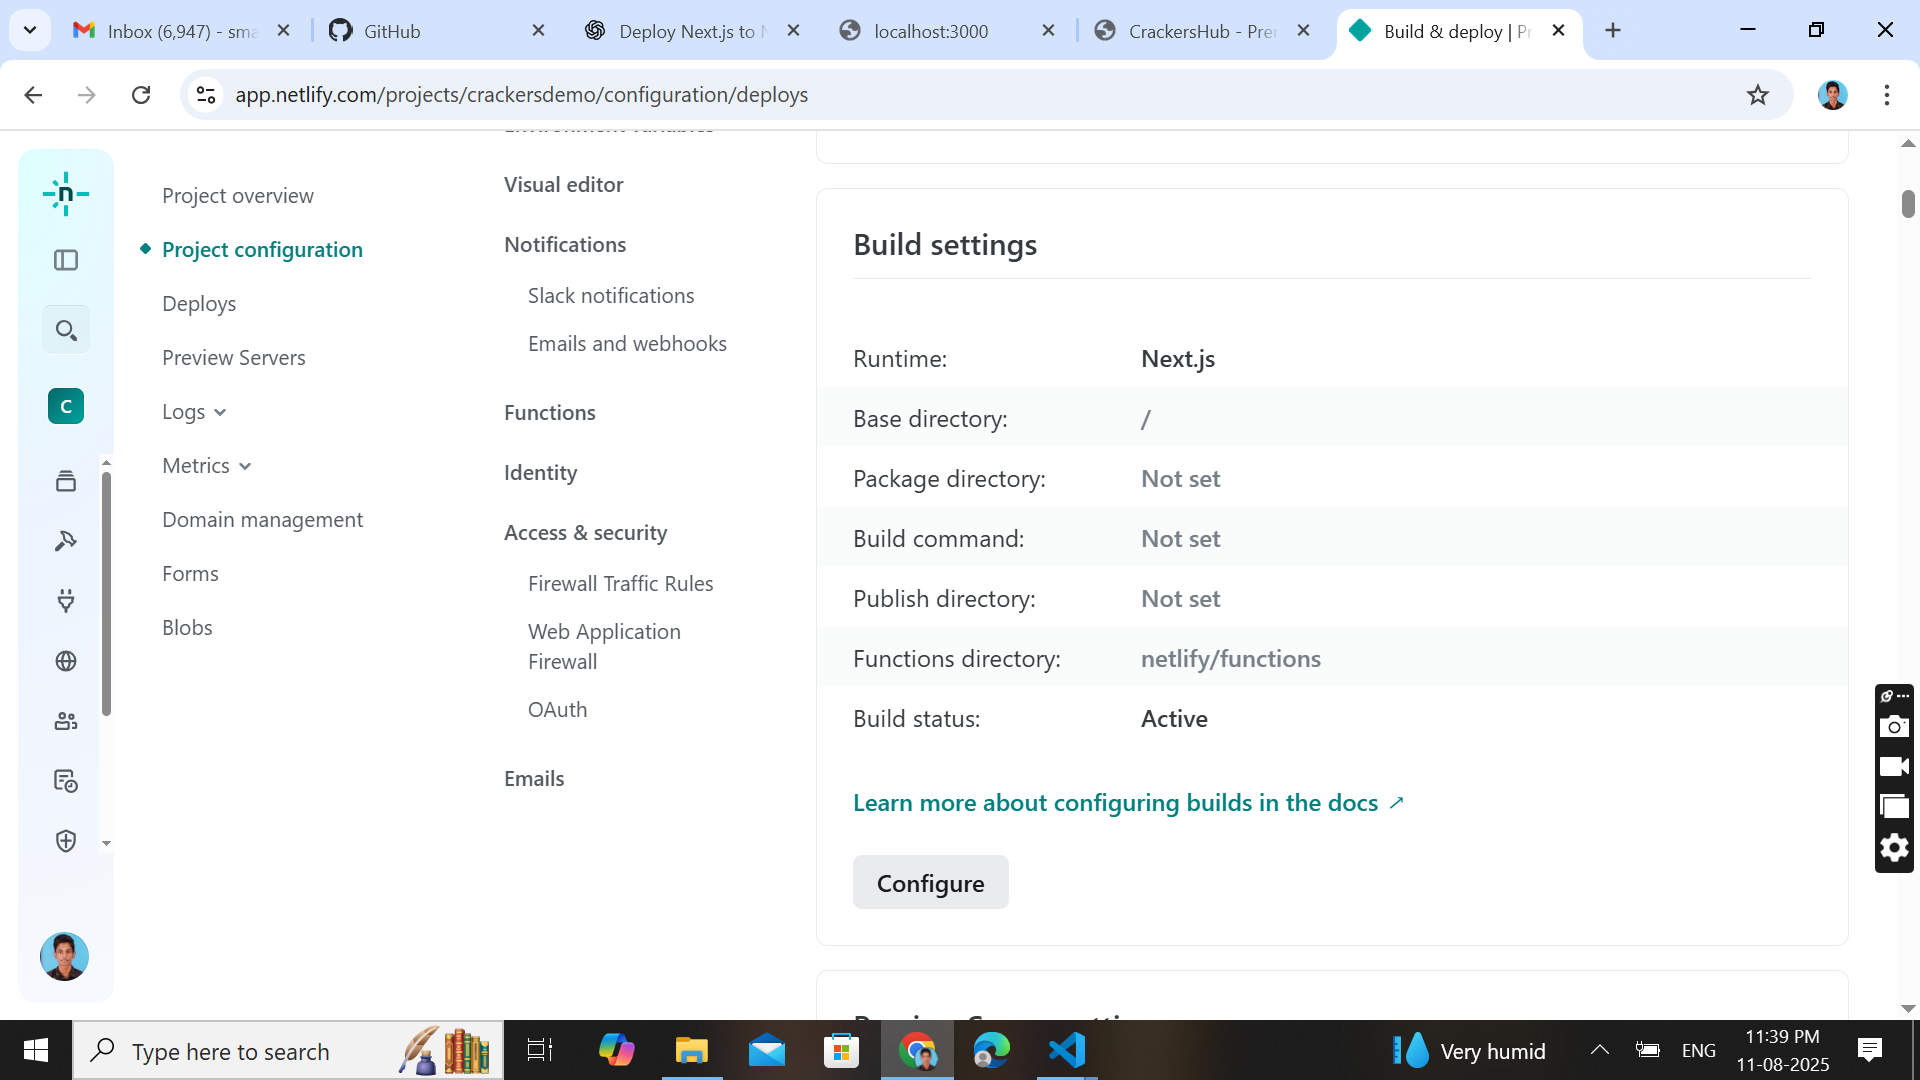 Inbox (6,947) - sma
GitHub
Deploy Next.js to N
localhost:3000
CrackersHub - Prer
Build & deploy | Pr
app.netlify.com/projects/crackersdemo/configuration/deploys
n
Project overview
Project configuration
Deploys
Preview Servers
Logs
Metrics
Domain management
Forms
Blobs
C
Environment variables
Visual editor
Notifications
Slack notifications
Emails and webhooks
Functions
Identity
Access & security
Firewall Traffic Rules
Web Application
Firewall
OAuth
Emails
Build settings
Runtime: Next.js
Base directory: /
Package directory: Not set
Build command: Not set
Publish directory: Not set
Functions directory: netlify/functions
Build status: Active
Learn more about configuring builds in the docs ↗
Configure
Type here to search
Very humid
ENG
11:39 PM
11-08-2025